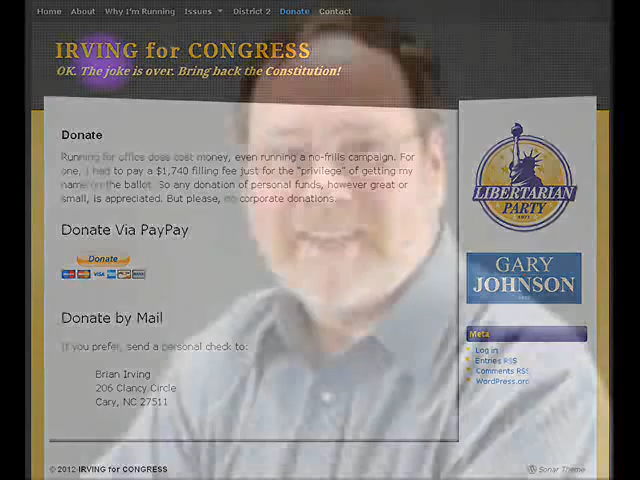 Home About Why I'm Running Issues District 2 Donate Contact
IRVING for CONGRESS
OK. The joke is over. Bring back the Constitution!
Donate
Running for office does cost money, even running a no-frills campaign. For
one, I had to pay a $1,740 filling fee just for the "privilege" of getting my
name on the ballot. So any donation of personal funds, however great or
small, is appreciated. But please, no corporate donations.
Donate Via PayPay
Donate
VISA
Donate by Mail
If you prefer, send a personal check to:
Brian Irving
206 Clancy Circle
Cary, NC 27511
LIBERTARIAN
PARTY
GARY
JOHNSON
Meta
Log in
Entries RSS
Comments RSS
WordPress.org
© 2012 IRVING for CONGRESS
Sonar Theme